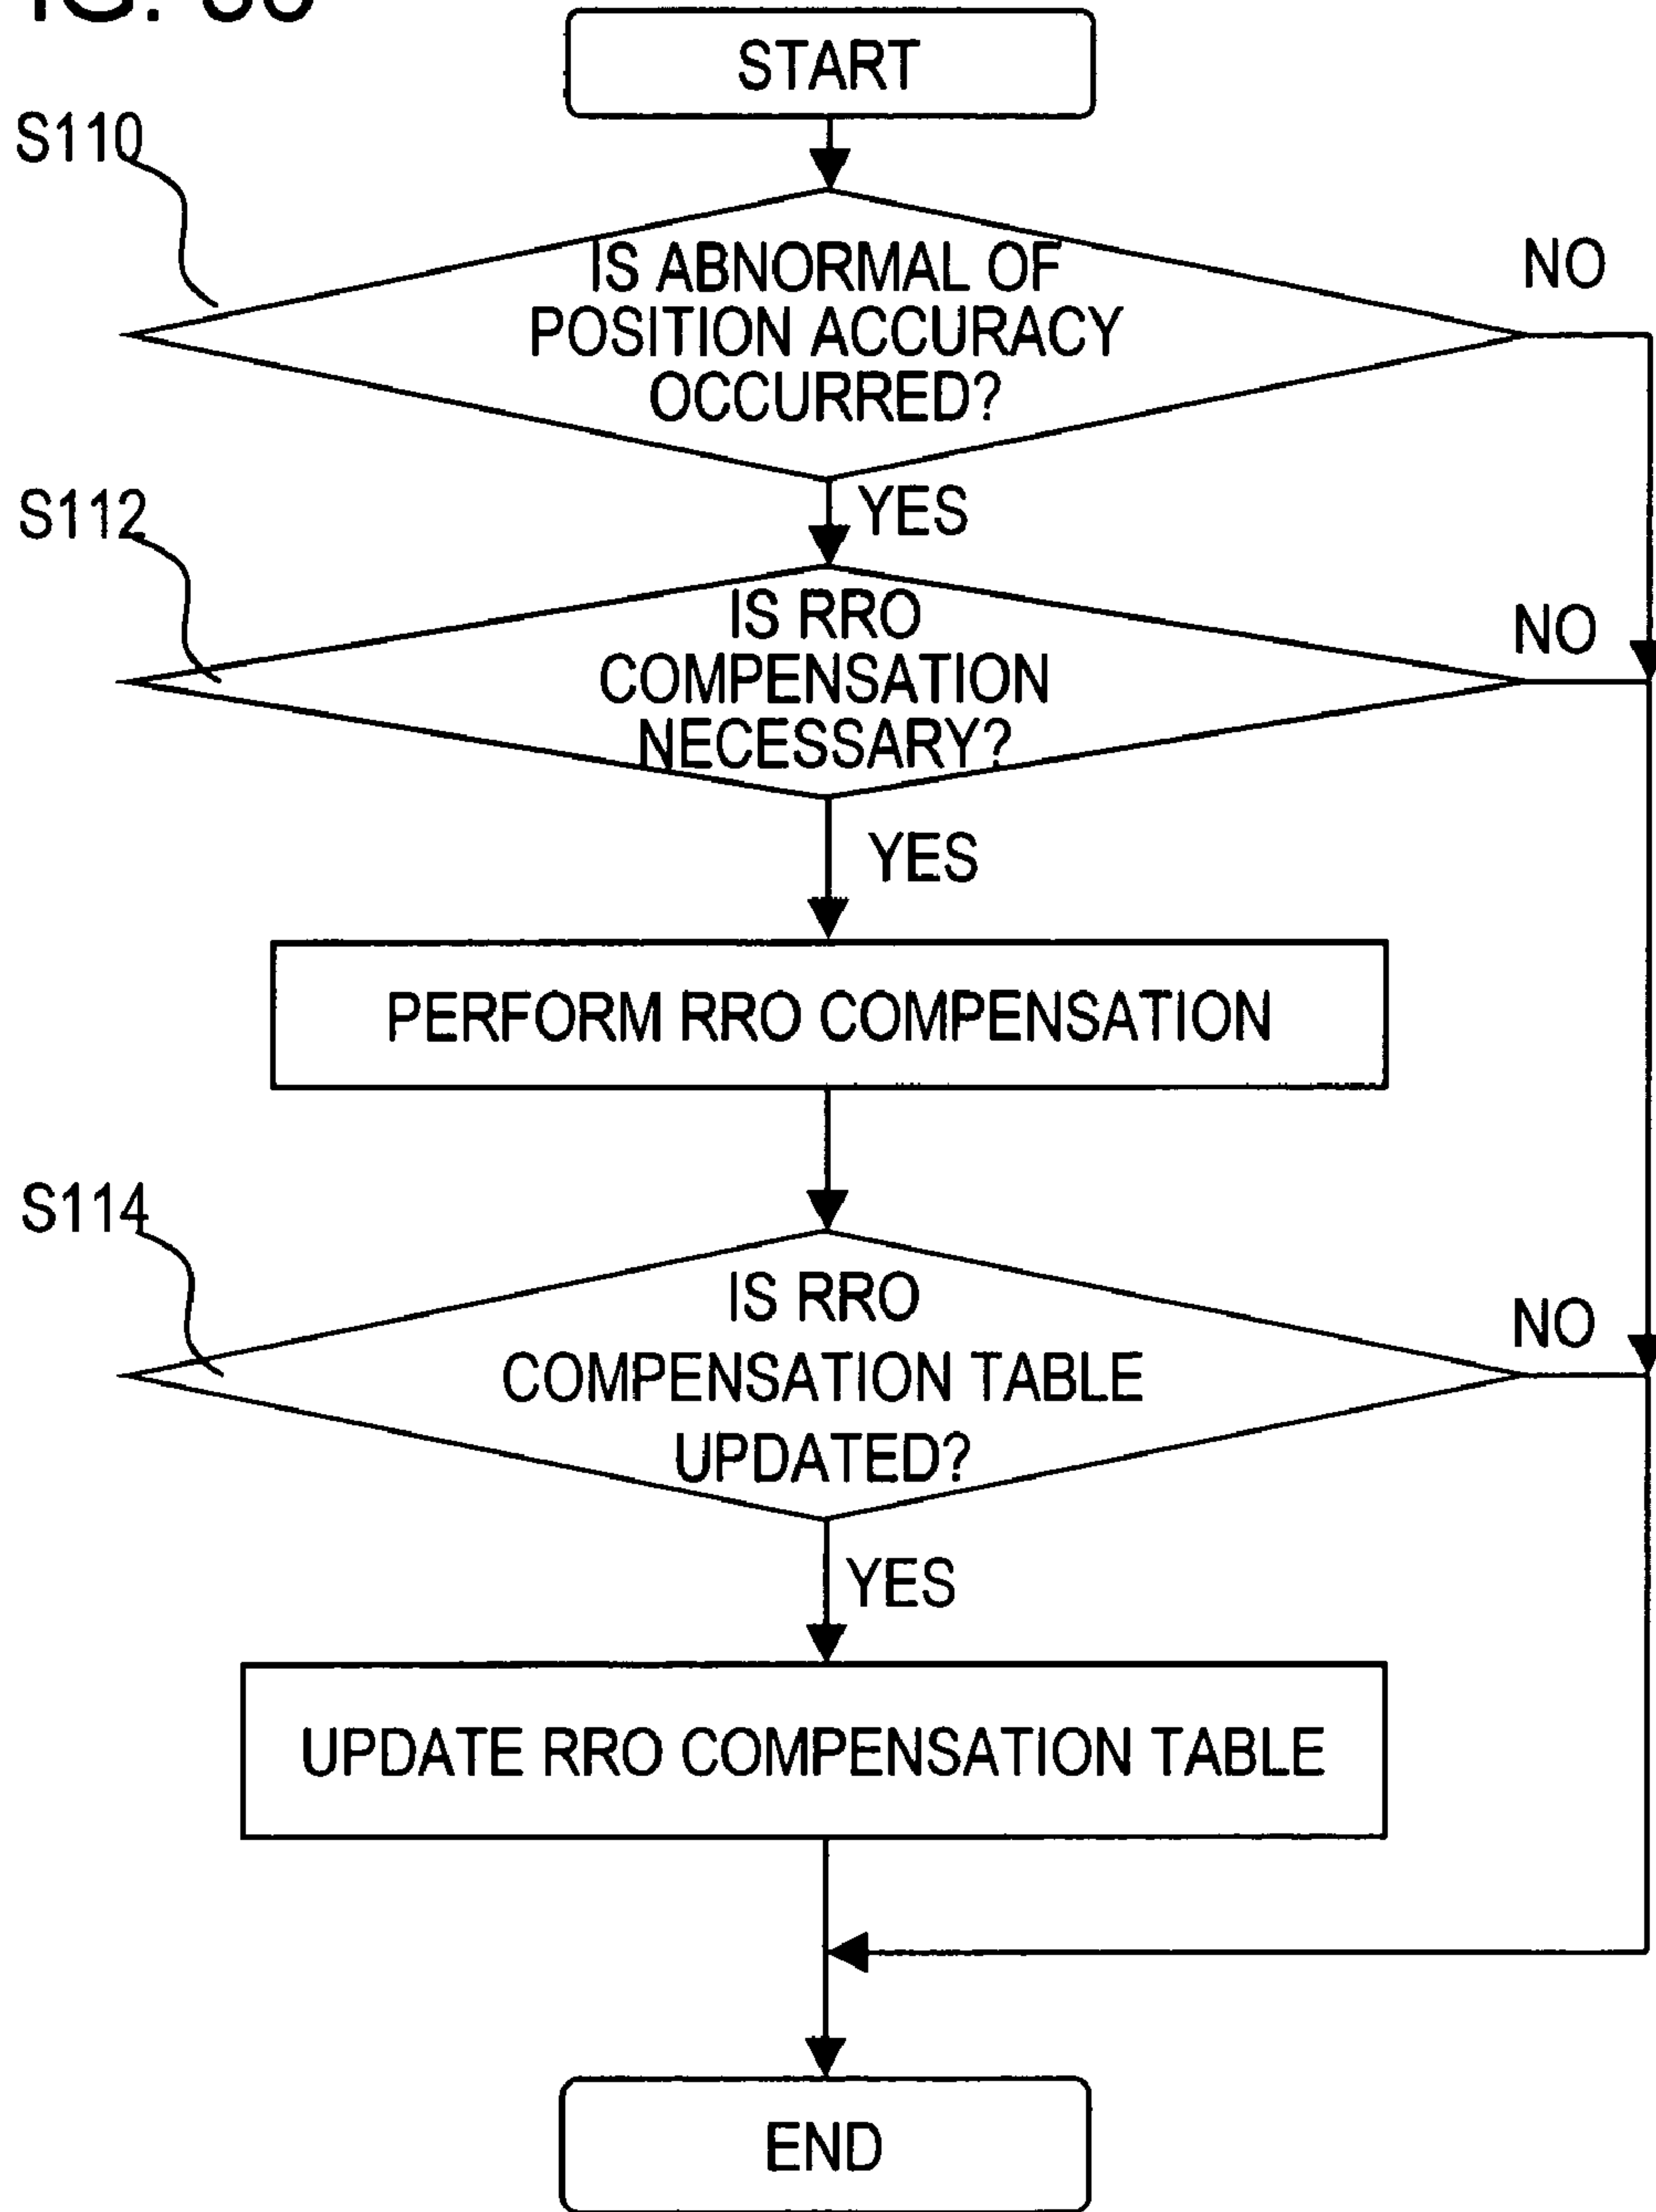 START
S110
IS ABNORMAL OF
POSITION ACCURACY
OCCURRED?
NO
YES
S112
IS RRO
COMPENSATION
NECESSARY?
NO
YES
PERFORM RRO COMPENSATION
S114
IS RRO
COMPENSATION TABLE
UPDATED?
NO
YES
UPDATE RRO COMPENSATION TABLE
END